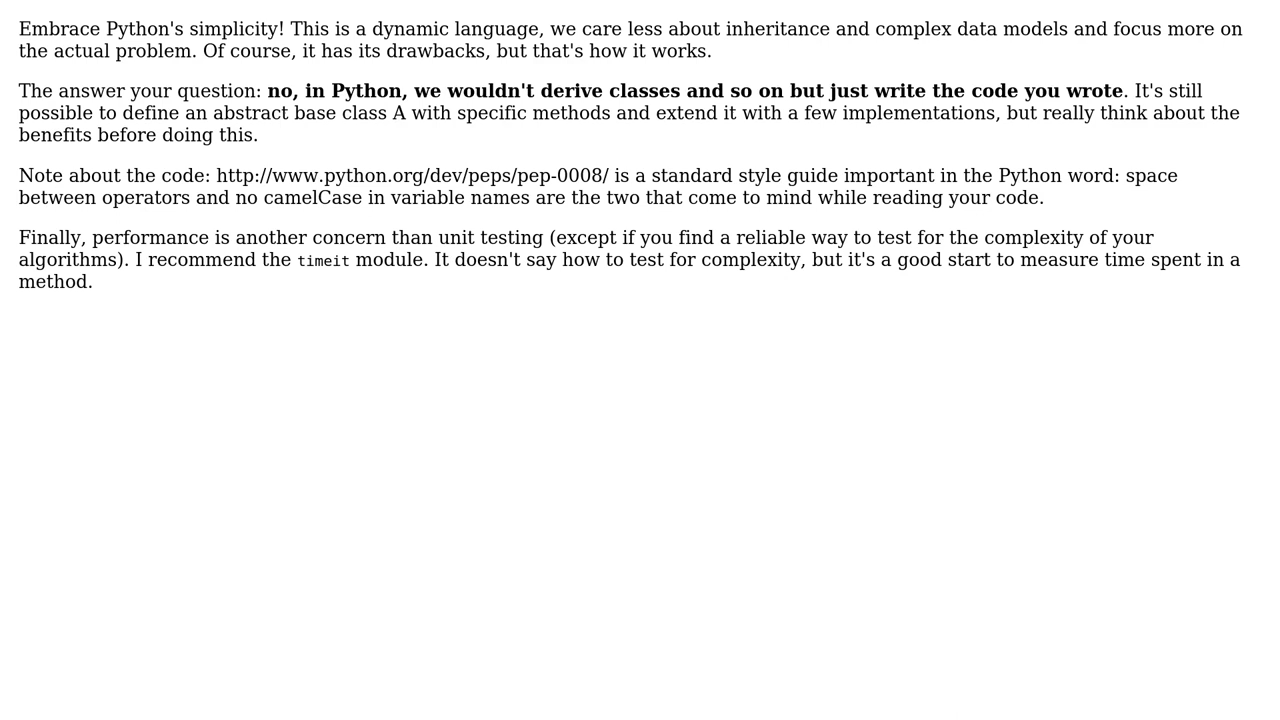 Embrace Python's simplicity! This is a dynamic language, we care less about inheritance and complex data models and focus more on
the actual problem. Of course, it has its drawbacks, but that's how it works.
The answer your question: no, in Python, we wouldn't derive classes and so on but just write the code you wrote. It's still
possible to define an abstract base class A with specific methods and extend it with a few implementations, but really think about the
benefits before doing this.
Note about the code: http://www.python.org/dev/peps/pep-0008/ is a standard style guide important in the Python word: space
between operators and no camelCase in variable names are the two that come to mind while reading your code.
Finally, performance is another concern than unit testing (except if you find a reliable way to test for the complexity of your
algorithms). I recommend the timeit module. It doesn't say how to test for complexity, but it's a good start to measure time spent in a
method.